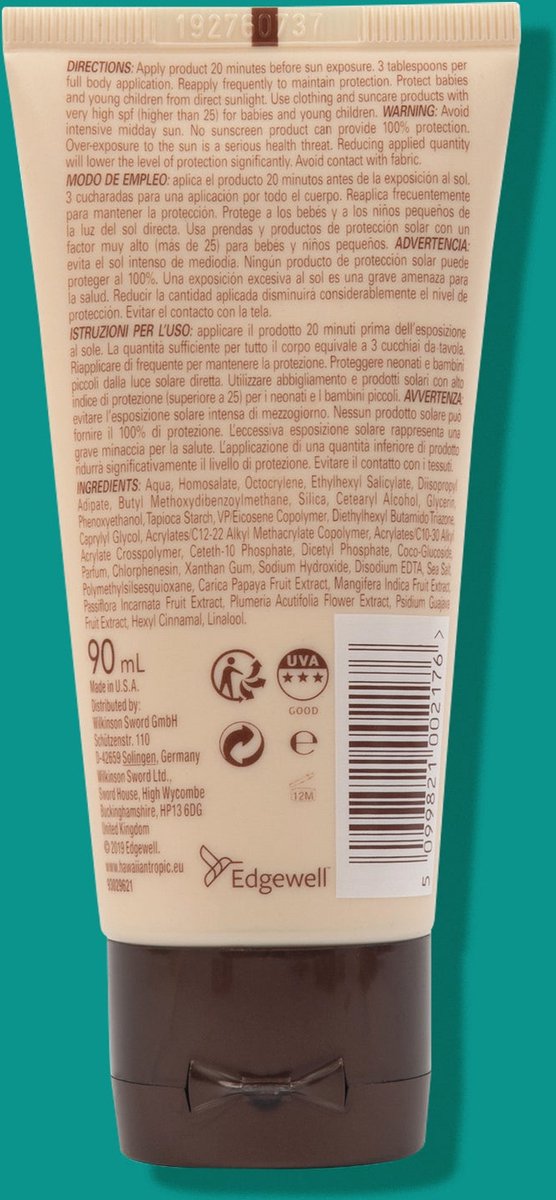 192760737
DIRECTIONS: Apply product 20 minutes before sun exposure. 3 tablespoons per
full body application. Reapply frequently to maintain protection. Protect babies
and young children from direct sunlight. Use clothing and suncare products with
very high spf (higher than 25) for babies and young children. WARNING: Avoid
intensive midday sun. No sunscreen product can provide 100% protection.
Over-exposure to the sun is a serious health threat. Reducing applied quantity
will lower the level of protection significantly. Avoid contact with fabric.
MODO DE EMPLEO: aplica el producto 20 minutos antes de la exposición al sol.
3 cucharadas para una aplicación por todo el cuerpo. Reaplica frecuentemente
para mantener la protección. Protege a los bebés y a los niños pequeños de
la luz del sol directa. Usa prendas y productos de protección solar con un
factor muy alto (más de 25) para bebés y niños pequeños. ADVERTENCIA:
evita el sol intenso de mediodía. Ningún producto de protección solar puede
proteger al 100%. Una exposición excesiva al sol es una grave amenaza para
la salud. Reducir la cantidad aplicada disminuirá considerablemente el nivel de
protección. Evitar el contacto con la tela.
ISTRUZIONI PER L'USO: applicare il prodotto 20 minuti prima dell'esposizione
al sole. La quantità sufficiente per tutto il corpo equivale a 3 cucchiai da tavola.
Riapplicare di frequente per mantenere la protezione. Proteggere neonati e bambini
piccoli dalla luce solare diretta. Utilizzare abbigliamento e prodotti solari con alto
indice di protezione (superiore a 25) per i neonati e I bambini piccoli. AVVERTENZA:
evitare l'esposizione solare intensa di mezzogiorno. Nessun prodotto solare può
fornire il 100% di protezione. L'eccessiva esposizione solare rappresenta una
grave minaccia per la salute. L'applicazione di una quantità inferiore di prodotto
ridurrà significativamente il livello di protezione. Evitare il contatto con i tessuti.
INGREDIENTS: Aqua, Homosalate, Octocrylene, Ethylhexyl Salicylate, Diisopropyl
Adipate, Butyl Methoxydibenzoylmethane, Silica, Cetearyl Alcohol, Glycerin,
Phenoxyethanol, Tapioca Starch, VP/Eicosene Copolymer, Diethylhexyl Butamido Triazone,
Caprylyl Glycol, Acrylates/C12-22 Alkyl Methacrylate Copolymer, Acrylates/C10-30 Alkyl
Acrylate Crosspolymer, Ceteth-10 Phosphate, Dicetyl Phosphate, Coco-Glucoside,
Parfum, Chlorphenesin, Xanthan Gum, Sodium Hydroxide, Disodium EDTA, Sea Salt,
Polymethylsilsesquioxane, Carica Papaya Fruit Extract, Mangifera Indica Fruit Extract,
Passiflora Incarnata Fruit Extract, Plumeria Acutifolia Flower Extract, Psidium Guajava
Fruit Extract, Hexyl Cinnamal, Linalool.
90 mL
Made in U.S.A.
Distributed by:
Wilkinson Sword GmbH
Schützenstr. 110
D-42659 Solingen, Germany
Wilkinson Sword Ltd.,
Sword House, High Wycombe
Buckinghamshire, HP13 6DG
United Kingdom
© 2019 Edgewell.
www.hawaiiantropic.eu
93029621
UVA
GOOD
e
12M
Edgewell
5 099821 002176 >